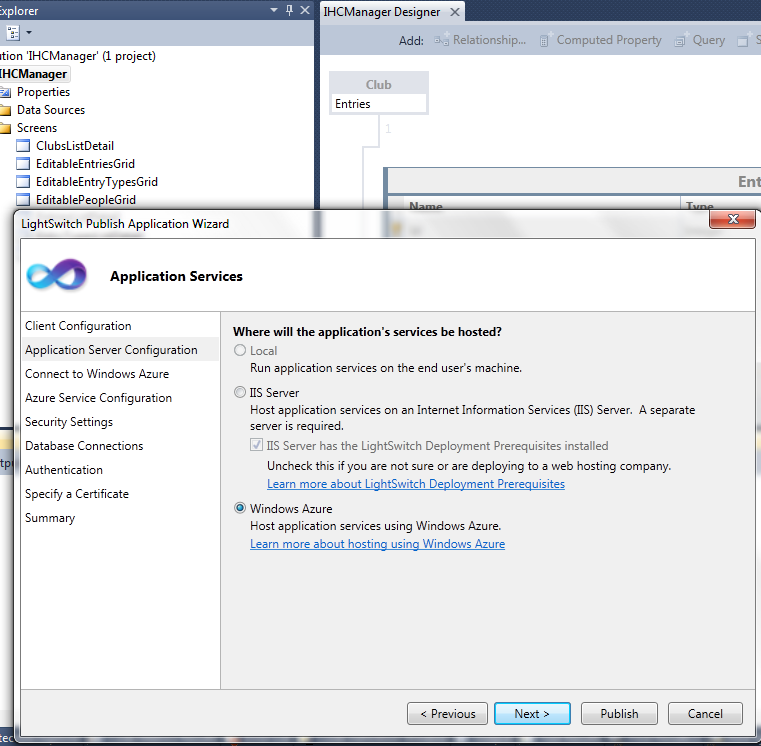 Explorer
IHCManager Designer
Add: Relationship... Computed Property Query
ution 'IHCManager' (1 project)
IHCManager
Properties
Data Sources
Screens
ClubsListDetail
EditableEntriesGrid
EditableEntryTypesGrid
EditablePeopleGrid
Club
Entries
1
Ent
Name Type
LightSwitch Publish Application Wizard
Application Services
Client Configuration
Application Server Configuration
Connect to Windows Azure
Azure Service Configuration
Security Settings
Database Connections
Authentication
Specify a Certificate
Summary
Where will the application's services be hosted?
Local
Run application services on the end user's machine.
IIS Server
Host application services on an Internet Information Services (IIS) Server. A separate
server is required.
IIS Server has the LightSwitch Deployment Prerequisites installed
Uncheck this if you are not sure or are deploying to a web hosting company.
Learn more about LightSwitch Deployment Prerequisites
Windows Azure
Host application services using Windows Azure.
Learn more about hosting using Windows Azure
< Previous
Next >
Publish
Cancel